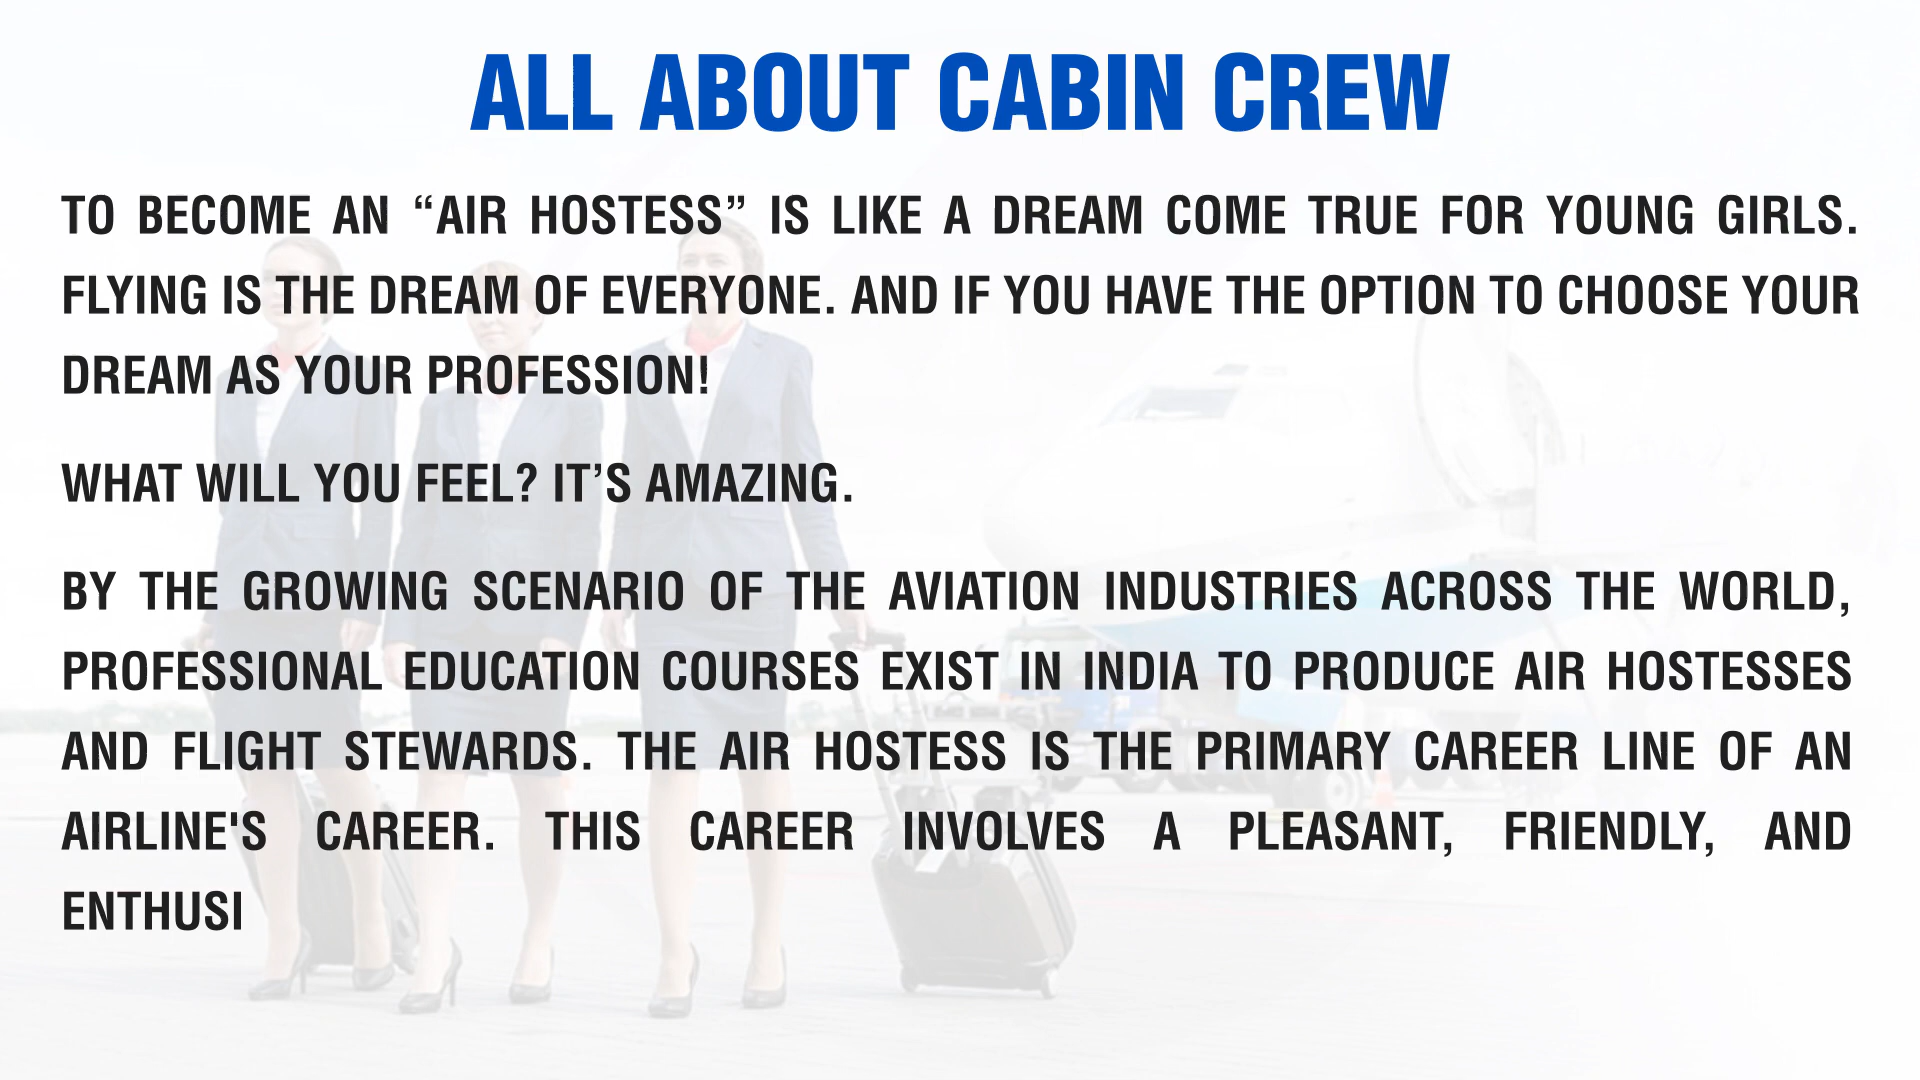 ALL ABOUT CABIN CREW
TO BECOME AN “AIR HOSTESS” IS LIKE A DREAM COME TRUE FOR YOUNG GIRLS.
FLYING IS THE DREAM OF EVERYONE. AND IF YOU HAVE THE OPTION TO CHOOSE YOUR
DREAM AS YOUR PROFESSION!
WHAT WILL YOU FEEL? IT’S AMAZING.
BY THE GROWING SCENARIO OF THE AVIATION INDUSTRIES ACROSS THE WORLD,
PROFESSIONAL EDUCATION COURSES EXIST IN INDIA TO PRODUCE AIR HOSTESSES
AND FLIGHT STEWARDS. THE AIR HOSTESS IS THE PRIMARY CAREER LINE OF AN
AIRLINE'S CAREER. THIS CAREER INVOLVES A PLEASANT, FRIENDLY, AND
ENTHUSI